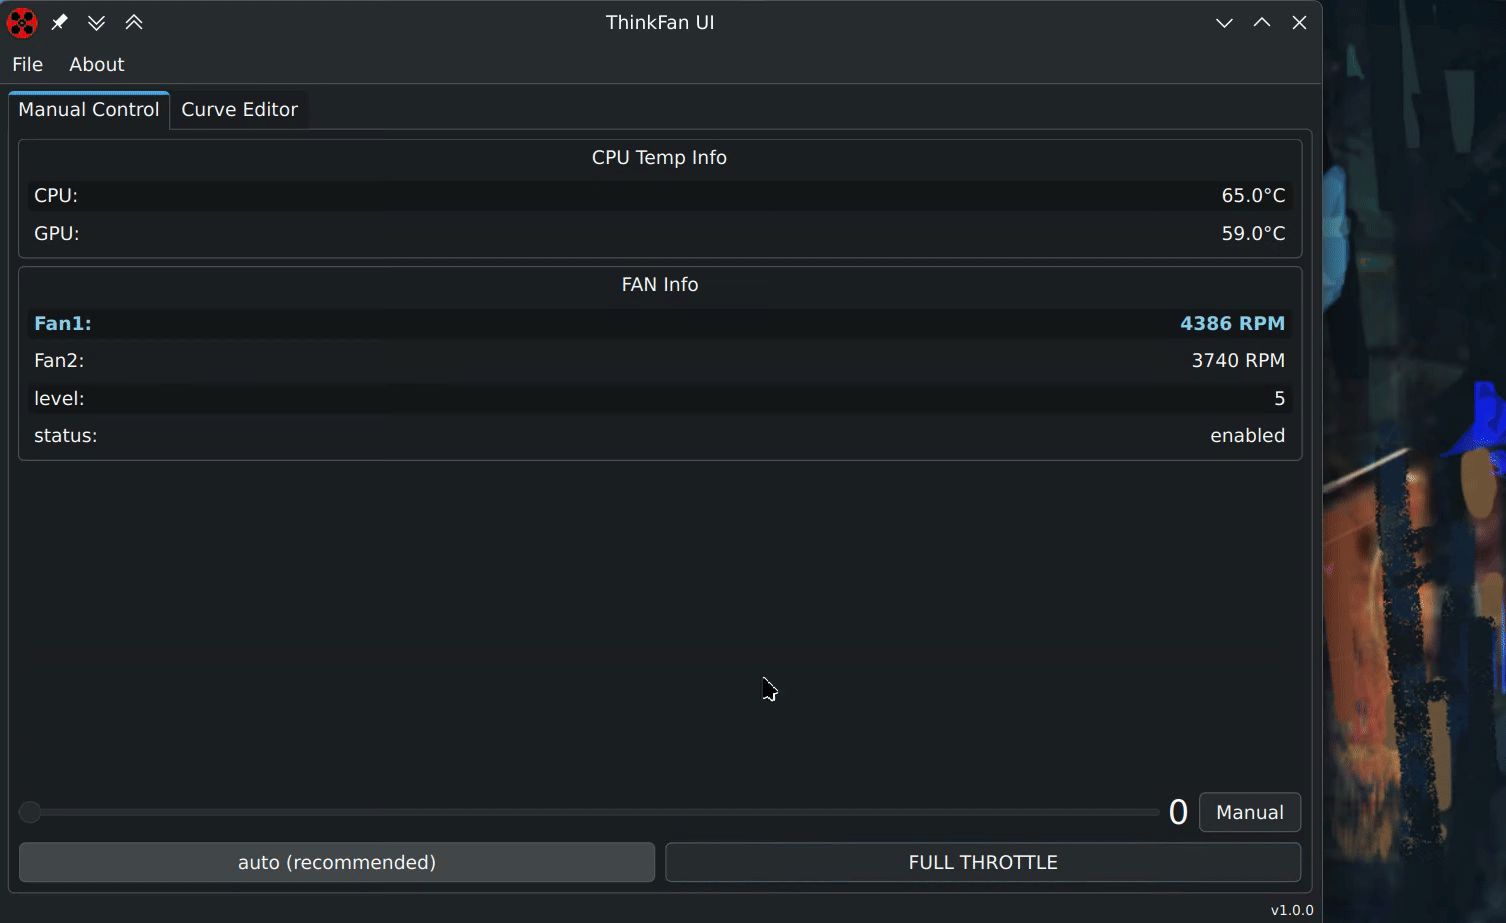 ThinkFan UI
File About
Manual Control Curve Editor
CPU Temp Info
CPU: 65.0°C
GPU: 59.0°C
FAN Info
Fan1: 4386 RPM
Fan2: 3740 RPM
level: 5
status: enabled
0 Manual
auto (recommended) FULL THROTTLE
v1.0.0